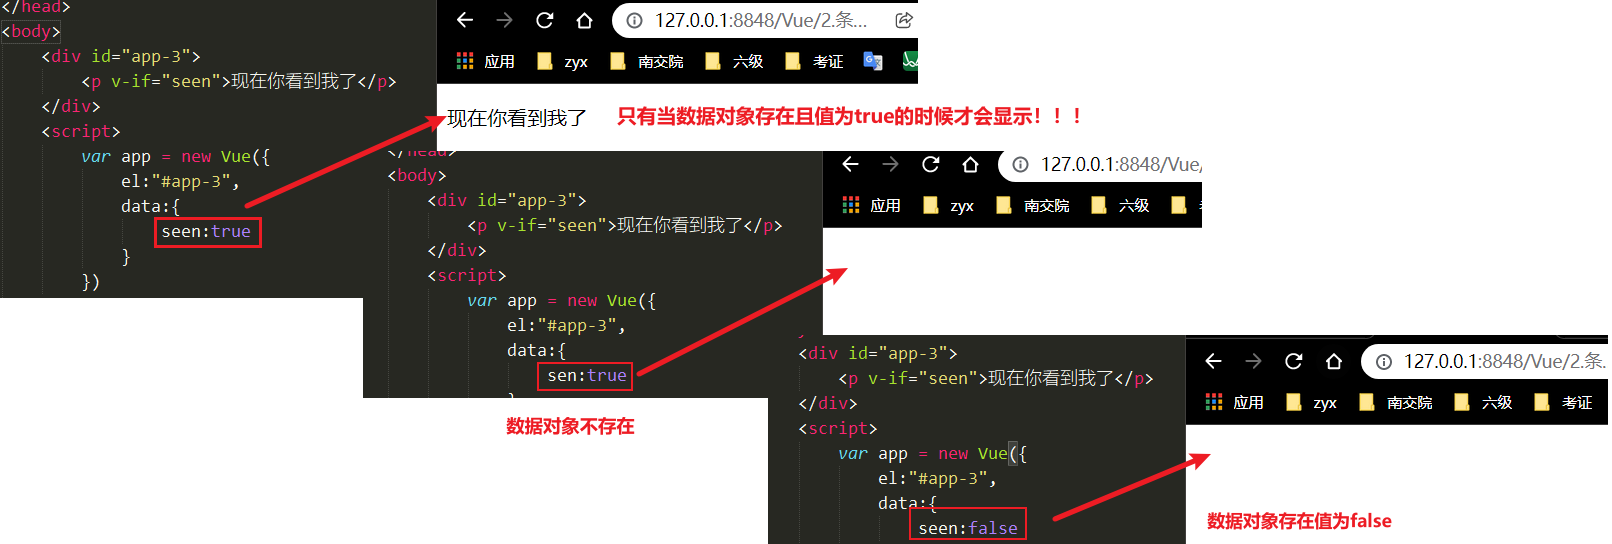 </head>
<body>
<div id="app-3">
<p v-if="seen">现在你看到我了</p>
</div>
<script>
var app = new Vue({
el:"#app-3",
data:{
seen:true
}
})
127.0.0.1:8848/Vue/2.条...
应用 zyx 南交院 六级 考证
现在你看到我了
只有当数据对象存在且值为true的时候才会显示！！！
</head>
<body>
<div id="app-3">
<p v-if="seen">现在你看到我了</p>
</div>
<script>
var app = new Vue({
el:"#app-3",
data:{
sen:true
}
数据对象不存在
127.0.0.1:8848/Vue/
应用 zyx 南交院 六级
<div id="app-3">
<p v-if="seen">现在你看到我了</p>
</div>
<script>
var app = new Vue({
el:"#app-3",
data:{
seen:false
127.0.0.1:8848/Vue/2.条...
应用 zyx 南交院 六级 考证
数据对象存在值为false